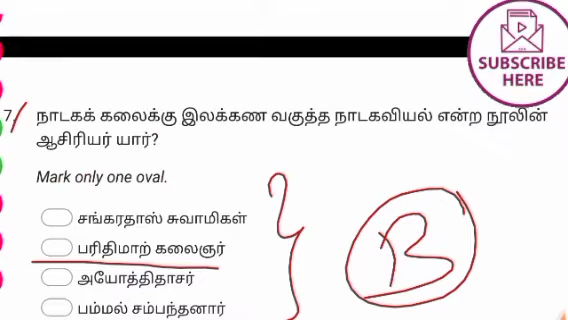 SUBSCRIBE
HERE
7. நாடகக் கலைக்கு இலக்கண வகுத்த நாடகவியல் என்ற நூலின்
ஆசிரியர் யார்?
Mark only one oval.
சங்கரதாஸ் சுவாமிகள்
பரிதிமாற் கலைஞர்
அயோத்திதாசர்
பம்மல் சம்பந்தனார்
B